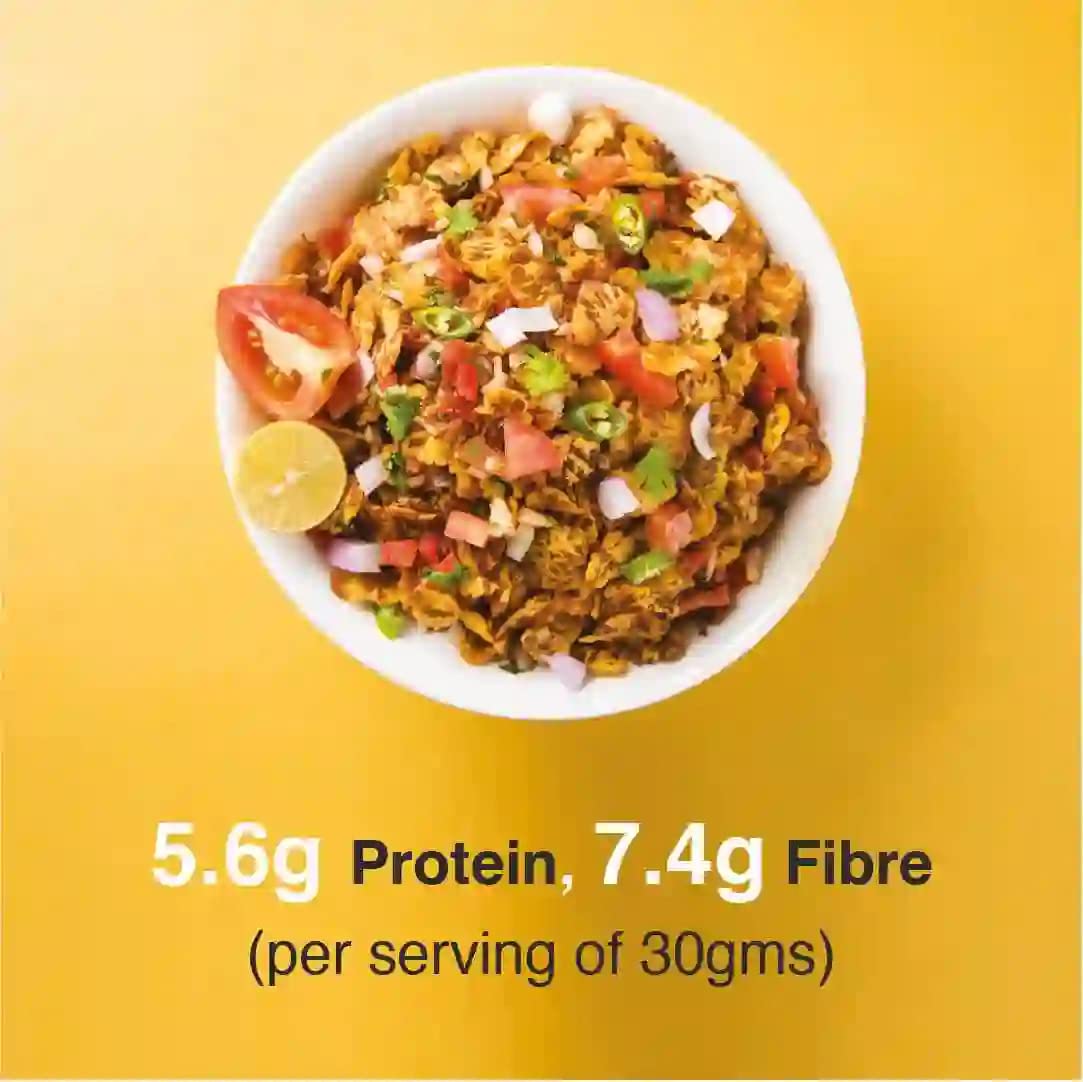 5.6g Protein, 7.4g Fibre
(per serving of 30gms)